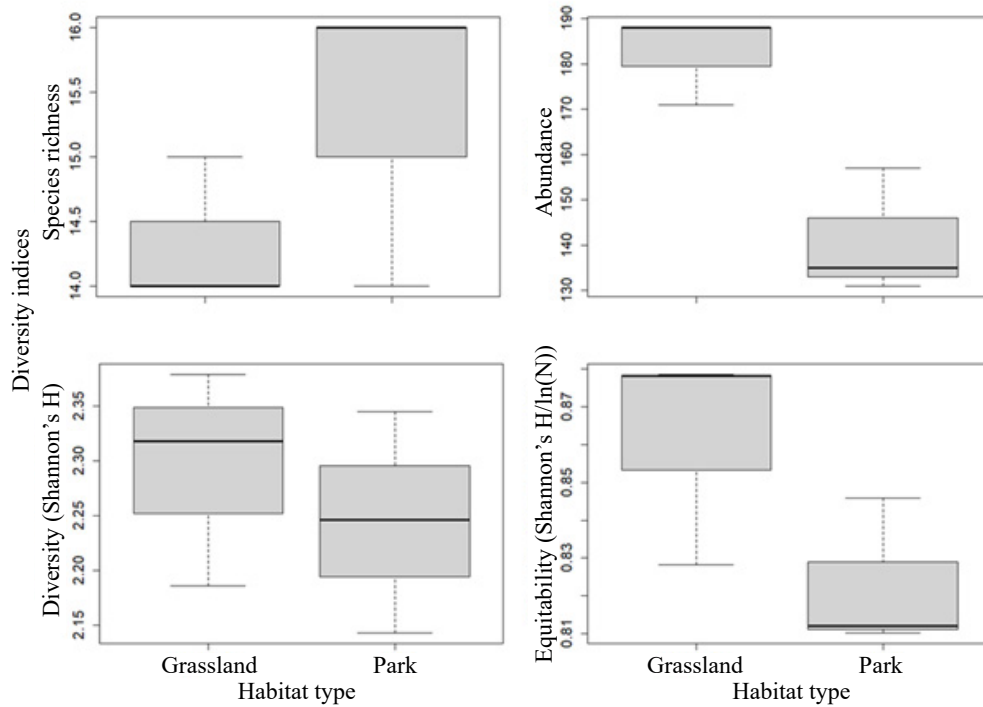 Diversity indices
Species richness
16.0
15.5
15.0
14.5
14.0
Abundance
190
180
170
160
150
140
130
Diversity (Shannon's H)
2.35
2.30
2.25
2.20
2.15
Grassland
Park
Habitat type
Equitability (Shannon's H/ln(N))
0.87
0.85
0.83
0.81
Grassland
Park
Habitat type